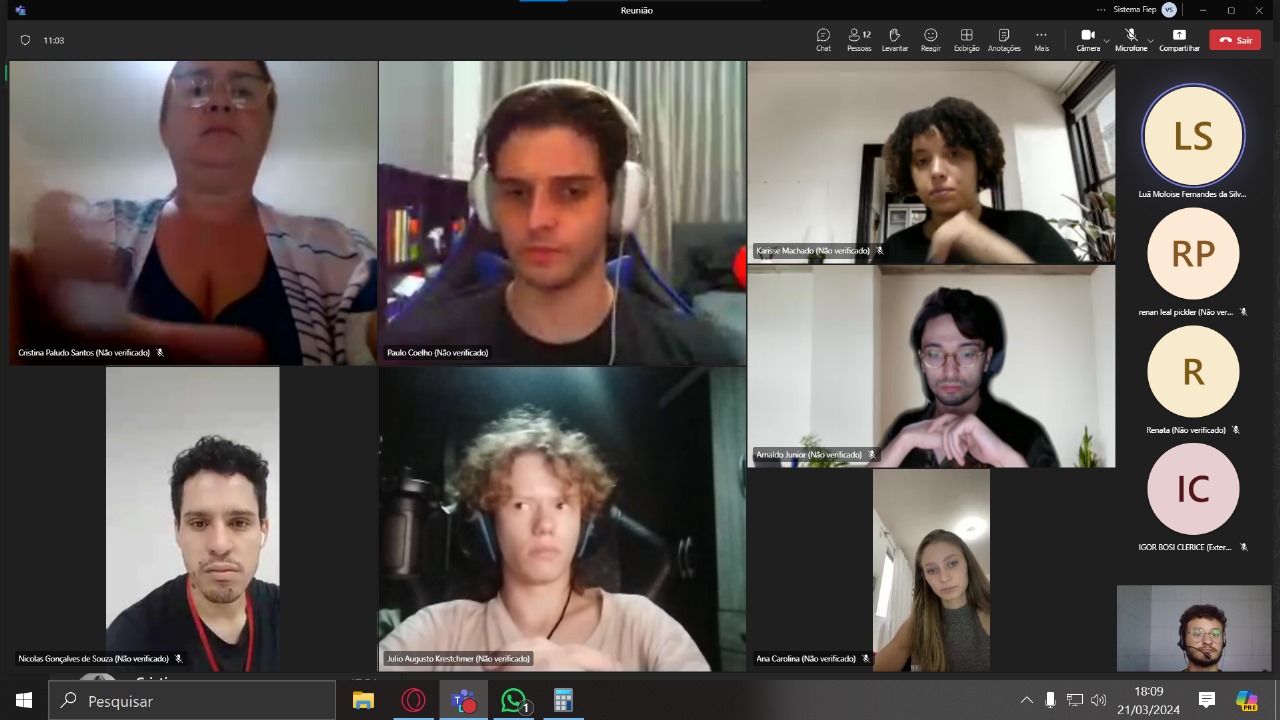 Reunião
Sistema Fiep
VS
11:03
12
Chat
Pessoas
Levantar
Reagir
Exibição
Anotações
Mais
Câmera
Microfone
Compartilhar
Sair
Cristina Paludo Santos (Não verificado)
Paulo Coelho (Não verificado)
Karisse Machado (Não verificado)
Arnaldo Junior (Não verificado)
Nicolas Gonçalves de Souza (Não verificado)
Julio Augusto Krestchmer (Não verificado)
Ana Carolina (Não verificado)
LS
Luã Moloise Fernandes da Silv...
RP
renan leal pickler (Não ver...
R
Renata (Não verificado)
IC
IGOR BOSI CLERICE (Exter...
Pesquisar
1
18:09
21/03/2024
PRE